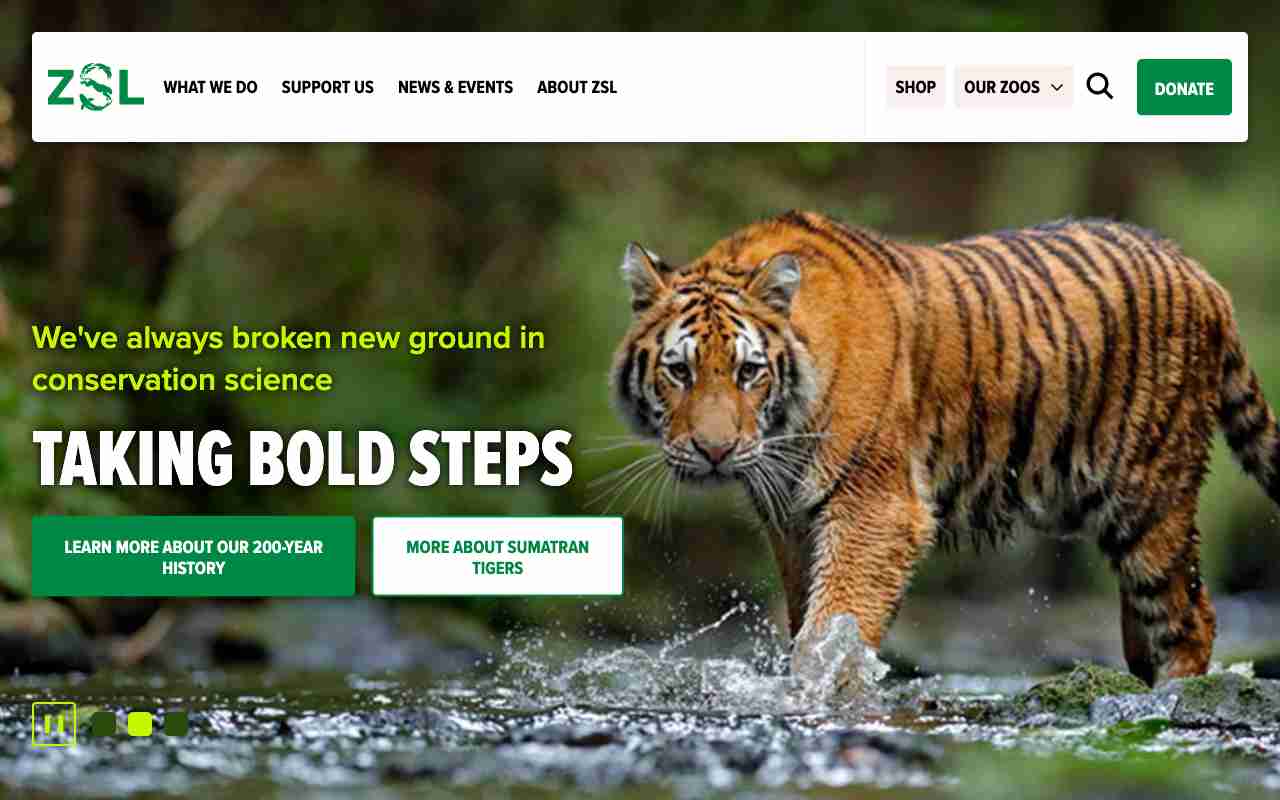 ZSL
WHAT WE DO
SUPPORT US
NEWS & EVENTS
ABOUT ZSL
SHOP
OUR ZOOS
DONATE
We've always broken new ground in
conservation science
TAKING BOLD STEPS
LEARN MORE ABOUT OUR 200-YEAR
HISTORY
MORE ABOUT SUMATRAN
TIGERS